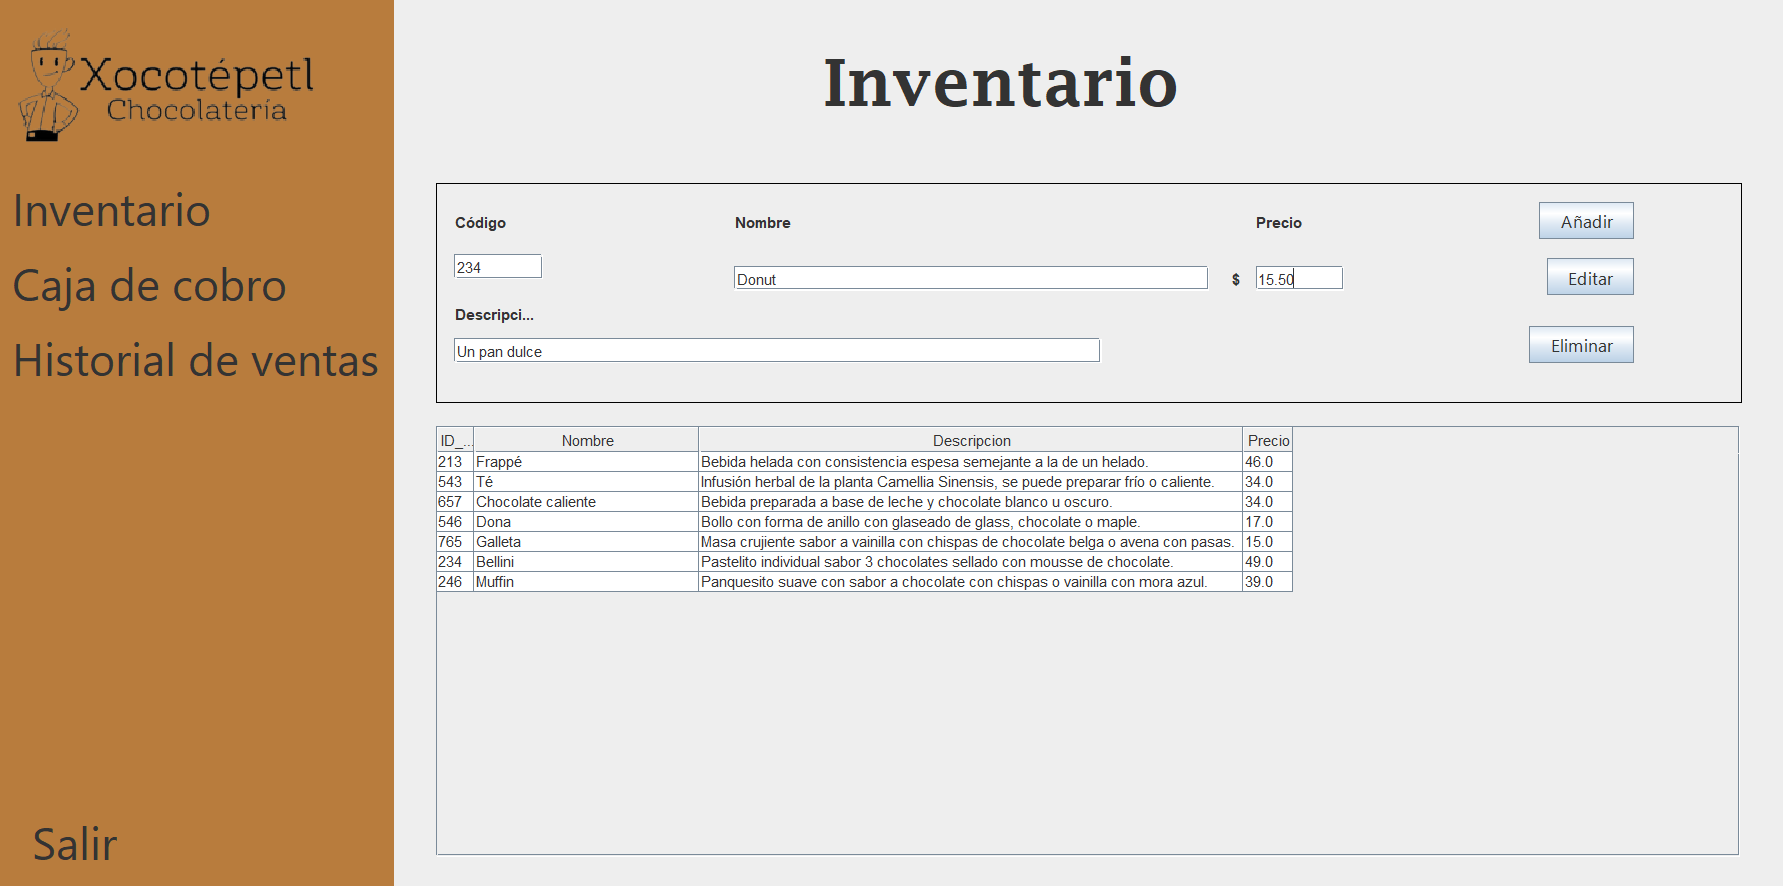 Xocotépetl
Chocolatería
Inventario
Caja de cobro
Historial de ventas
Salir
Inventario
Código Nombre Precio Añadir
234 Donut $ 15.50 Editar
Descripci...
Un pan dulce Eliminar
ID_... Nombre Descripcion Precio
213 Frappé Bebida helada con consistencia espesa semejante a la de un helado. 46.0
543 Té Infusión herbal de la planta Camellia Sinensis, se puede preparar frío o caliente. 34.0
657 Chocolate caliente Bebida preparada a base de leche y chocolate blanco u oscuro. 34.0
546 Dona Bollo con forma de anillo con glaseado de glass, chocolate o maple. 17.0
765 Galleta Masa crujiente sabor a vainilla con chispas de chocolate belga o avena con pasas. 15.0
234 Bellini Pastelito individual sabor 3 chocolates sellado con mousse de chocolate. 49.0
246 Muffin Panquesito suave con sabor a chocolate con chispas o vainilla con mora azul. 39.0